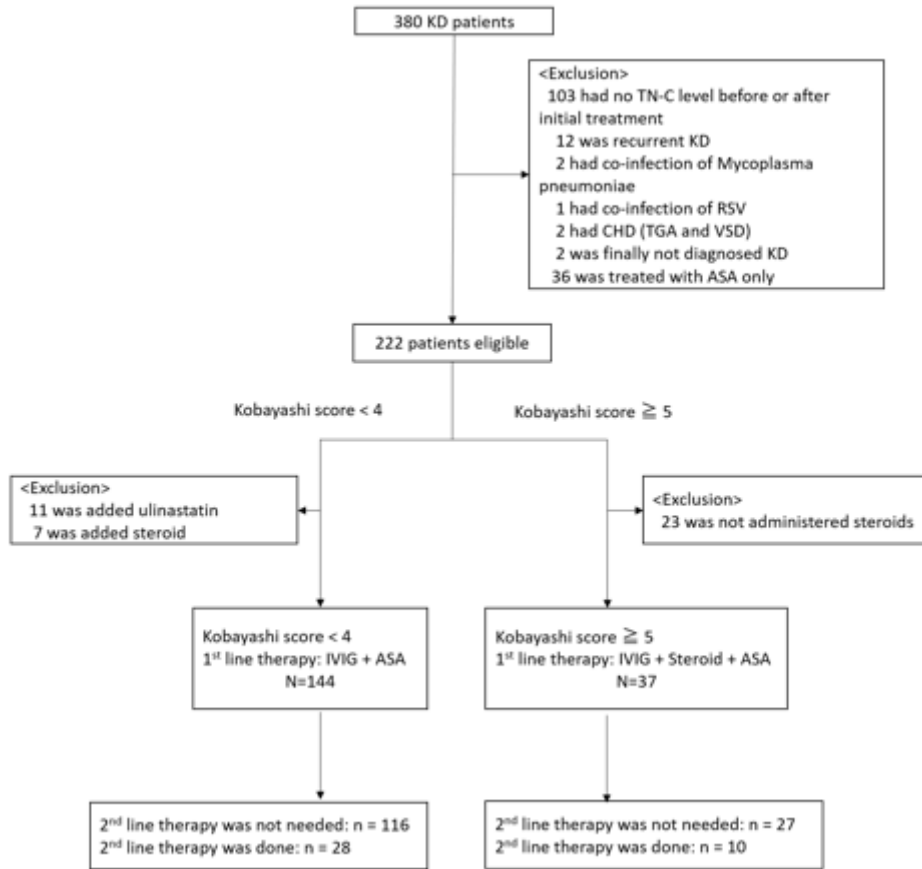 380 KD patients
<Exclusion>
103 had no TN-C level before or after
initial treatment
12 was recurrent KD
2 had co-infection of Mycoplasma
pneumoniae
1 had co-infection of RSV
2 had CHD (TGA and VSD)
2 was finally not diagnosed KD
36 was treated with ASA only
222 patients eligible
Kobayashi score < 4
Kobayashi score ≧ 5
<Exclusion>
11 was added ulinastatin
7 was added steroid
<Exclusion>
23 was not administered steroids
Kobayashi score < 4
1st line therapy: IVIG + ASA
N=144
Kobayashi score ≧ 5
1st line therapy: IVIG + Steroid + ASA
N=37
2nd line therapy was not needed: n = 116
2nd line therapy was done: n = 28
2nd line therapy was not needed: n = 27
2nd line therapy was done: n = 10